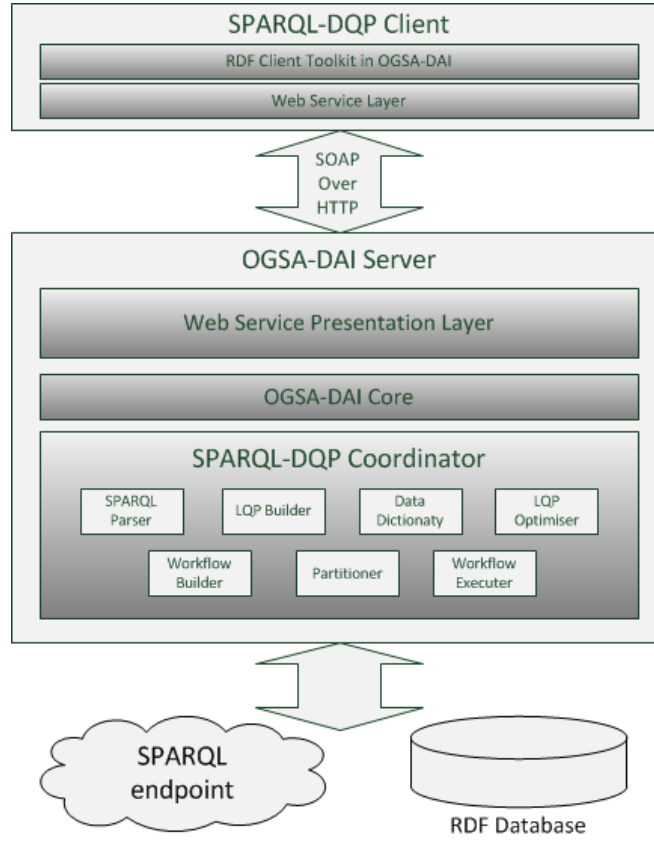 SPARQL-DQP Client
RDF Client Toolkit in OGSA-DAI
Web Service Layer
SOAP
Over
HTTP
OGSA-DAI Server
Web Service Presentation Layer
OGSA-DAI Core
SPARQL-DQP Coordinator
SPARQL
Parser
LQP Builder
Data
Dictionaty
LQP
Optimiser
Workflow
Builder
Partitioner
Workflow
Executer
SPARQL
endpoint
RDF Database